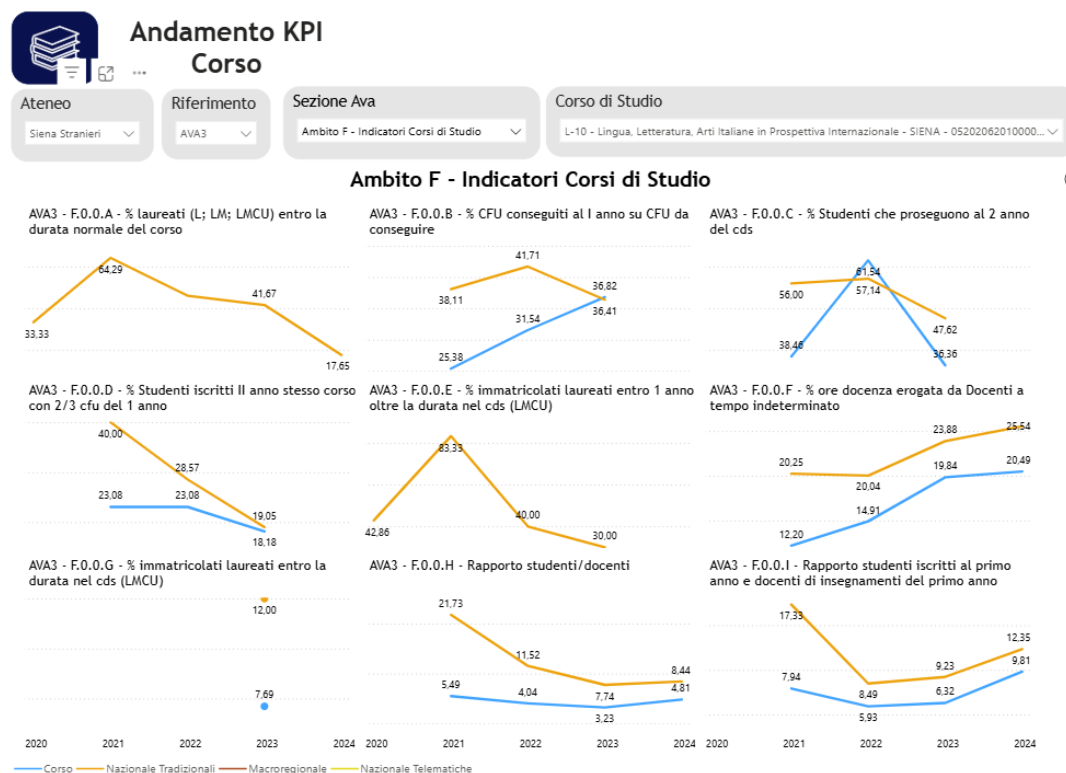 Andamento KPI
Corso
Ateneo
Riferimento
Sezione Ava
Corso di Studio
Siena Stranieri
AVA3
Ambito F - Indicatori Corsi di Studio
L-10 - Lingua, Letteratura, Arti Italiane in Prospettiva Internazionale - SIENA - 05202062010000...
Ambito F - Indicatori Corsi di Studio
AVA3 - F.0.0.A - % laureati (L; LM; LMCU) entro la
durata normale del corso
64,29
41,67
33,33
17,65
AVA3 - F.0.0.B - % CFU conseguiti al I anno su CFU da
conseguire
41,71
38,11
36,82
36,41
31,54
25,38
AVA3 - F.0.0.C - % Studenti che proseguono al 2 anno
del cds
61,54
56,00
57,14
47,62
38,46
36,36
AVA3 - F.0.0.D - % Studenti iscritti II anno stesso corso
con 2/3 cfu del 1 anno
40,00
28,57
23,08
23,08
19,05
18,18
AVA3 - F.0.0.E - % immatricolati laureati entro 1 anno
oltre la durata nel cds (LMCU)
83,33
42,86
40,00
30,00
AVA3 - F.0.0.F - % ore docenza erogata da Docenti a
tempo indeterminato
25,54
23,88
20,25
20,04
20,49
19,84
14,91
12,20
AVA3 - F.0.0.G - % immatricolati laureati entro la
durata nel cds (LMCU)
12,00
7,69
AVA3 - F.0.0.H - Rapporto studenti/docenti
21,73
11,52
7,74
8,44
5,49
4,04
3,23
4,81
AVA3 - F.0.0.I - Rapporto studenti iscritti al primo
anno e docenti di insegnamenti del primo anno
17,33
12,35
9,23
9,81
8,49
7,94
6,32
5,93
2020 2021 2022 2023 2024 2020 2021 2022 2023 2024 2020 2021 2022 2023 2024
Corso Nazionale Tradizionali Macroregionale Nazionale Telematiche